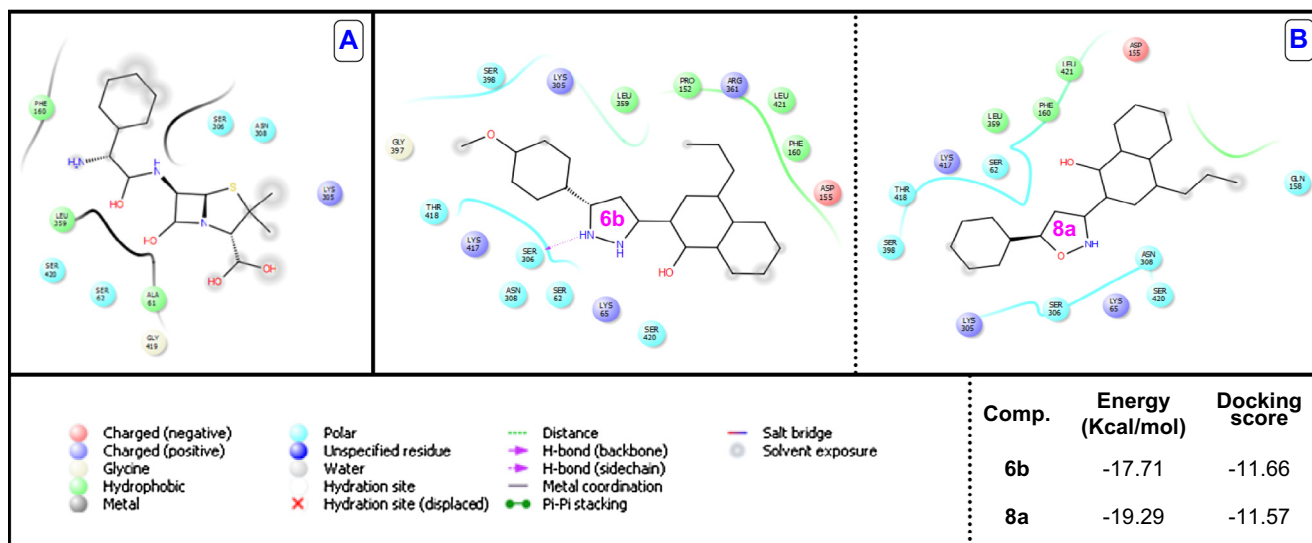 A
PHE
160
SER
306
ASN
308
LYS
305
H₂N
H
N
HO
S
N
HO
HO
OH
LEU
359
SER
420
SER
62
ALA
61
GLY
419
SER
398
LYS
305
LEU
359
PRO
152
ARG
361
LEU
421
PHE
160
ASP
155
GLY
397
O
THR
418
6b
HN
N
H
HO
LYS
417
SER
306
ASN
308
SER
62
LYS
65
SER
420
B
ASP
155
LEU
421
PHE
160
LEU
359
LYS
417
SER
62
GLN
158
THR
418
SER
398
HO
8a
O
NH
ASN
308
SER
420
LYS
65
SER
306
LYS
305
Charged (negative)
Charged (positive)
Glycine
Hydrophobic
Metal
Polar
Unspecified residue
Water
Hydration site
Hydration site (displaced)
Distance
H-bond (backbone)
H-bond (sidechain)
Metal coordination
Pi-Pi stacking
Salt bridge
Solvent exposure
Comp. Energy (Kcal/mol) Docking score
6b -17.71 -11.66
8a -19.29 -11.57